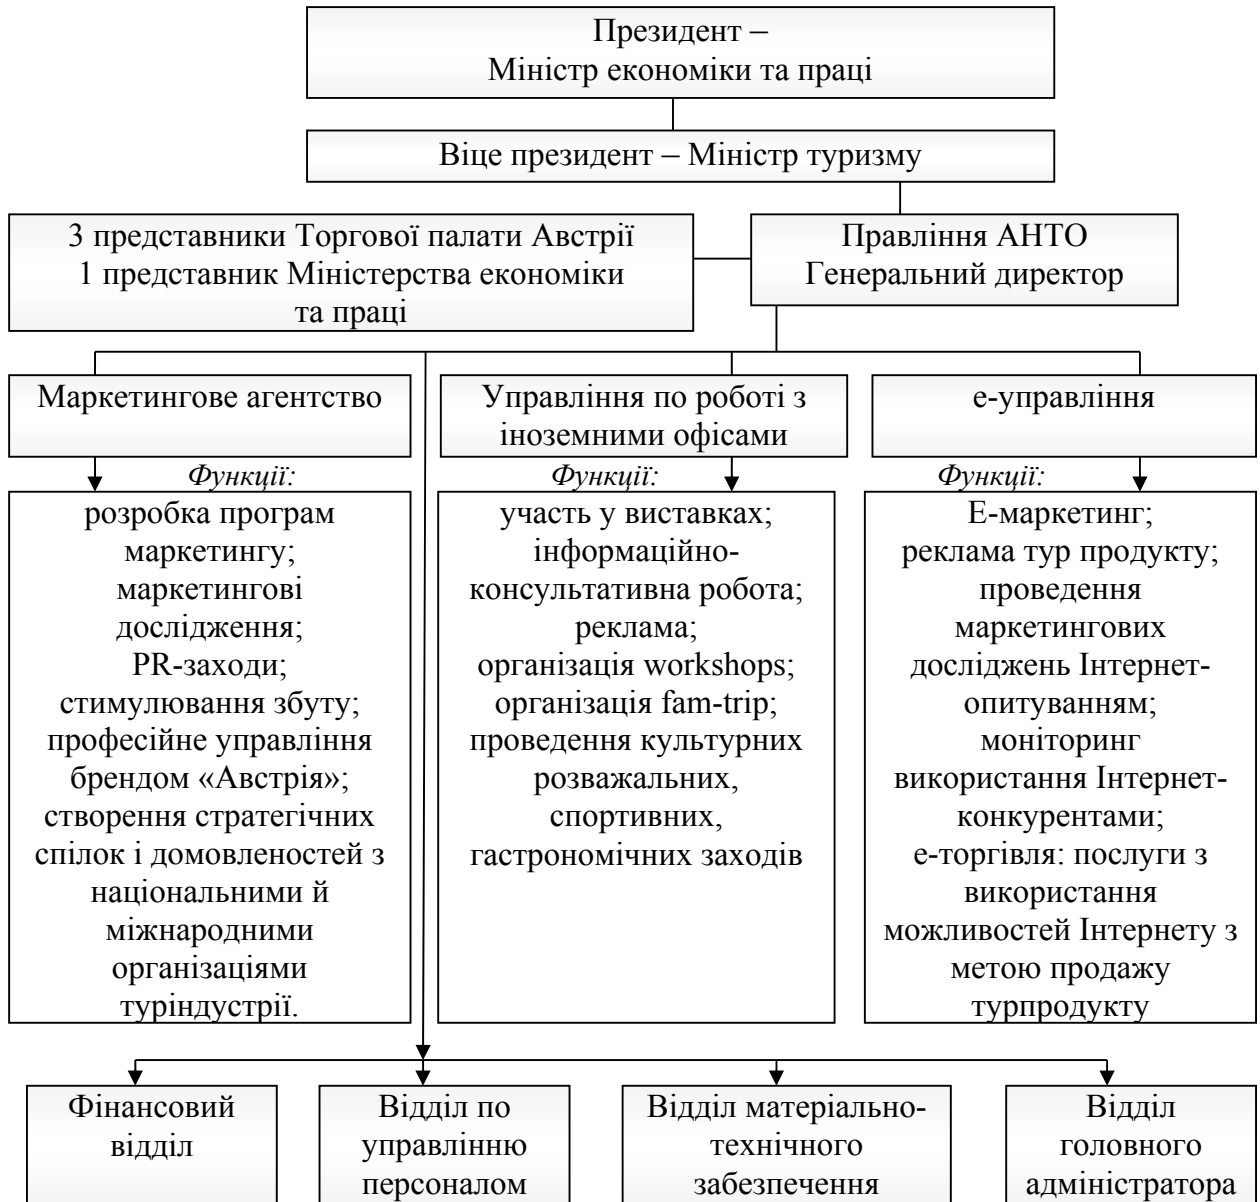 Президент –
Міністр економіки та праці
Віце президент – Міністр туризму
3 представники Торгової палати Австрії
1 представник Міністерства економіки
та праці
Правління АНТО
Генеральний директор
Маркетингове агентство
Управління по роботі з
іноземними офісами
е-управління
Функції:
розробка програм
маркетингу;
маркетингові
дослідження;
PR-заходи;
стимулювання збуту;
професійне управління
брендом «Австрія»;
створення стратегічних
спілок і домовленостей з
національними й
міжнародними
організаціями
туріндустрії.
Функції:
участь у виставках;
інформаційно-
консультативна робота;
реклама;
організація workshops;
організація fam-trip;
проведення культурних
розважальних,
спортивних,
гастрономічних заходів
Функції:
Е-маркетинг;
реклама тур продукту;
проведення
маркетингових
досліджень Інтернет-
опитуванням;
моніторинг
використання Інтернет-
конкурентами;
е-торгівля: послуги з
використання
можливостей Інтернету з
метою продажу
турпродукту
Фінансовий
відділ
Відділ по
управлінню
персоналом
Відділ матеріально-
технічного
забезпечення
Відділ
головного
адміністратора